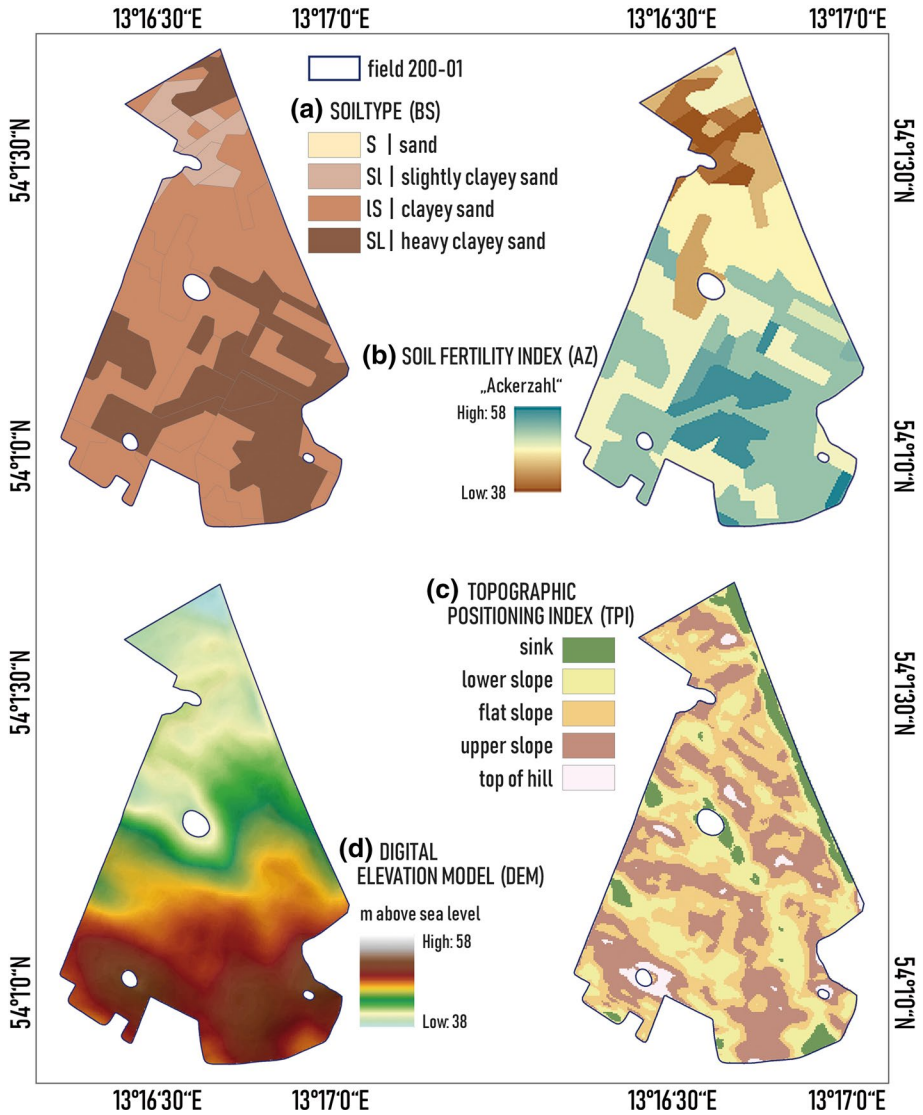 13°16‘30“E 13°17‘0“E 13°16‘30“E 13°17‘0“E
54°1‘30“N
54°1‘0“N
54°1‘30“N
54°1‘0“N
field 200-01
(a) SOILTYPE (BS)
S | sand
Sl | slightly clayey sand
lS | clayey sand
SL | heavy clayey sand
(b) SOIL FERTILITY INDEX (AZ)
„Ackerzahl“
High: 58
Low: 38
(c) TOPOGRAPHIC
POSITIONING INDEX (TPI)
sink
lower slope
flat slope
upper slope
top of hill
(d) DIGITAL
ELEVATION MODEL (DEM)
m above sea level
High: 58
Low: 38
54°1‘30“N
54°1‘0“N
54°1‘30“N
54°1‘0“N
13°16‘30“E 13°17‘0“E 13°16‘30“E 13°17‘0“E